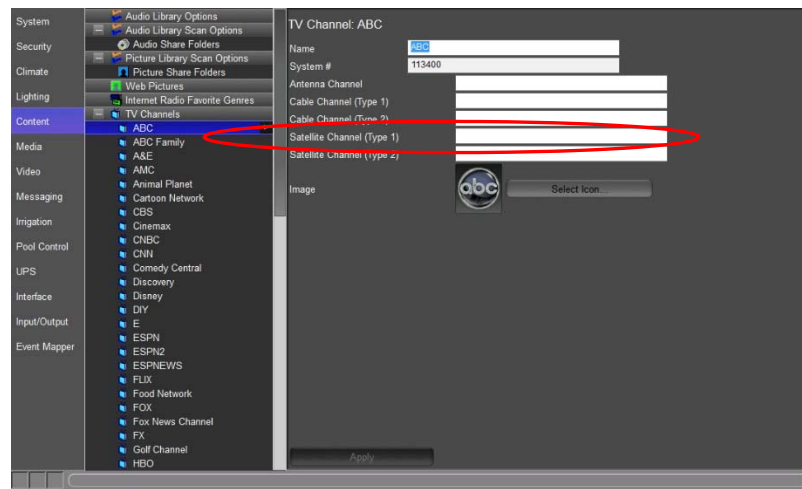 System
Security
Climate
Lighting
Content
Media
Video
Messaging
Irrigation
Pool Control
UPS
Interface
Input/Output
Event Mapper
Audio Library Options
Audio Library Scan Options
Audio Share Folders
Picture Library Scan Options
Picture Share Folders
Web Pictures
Internet Radio Favorite Genres
TV Channels
ABC
ABC Family
A&E
AMC
Animal Planet
Cartoon Network
CBS
Cinemax
CNBC
CNN
Comedy Central
Discovery
Disney
DIY
E
ESPN
ESPN2
ESPNEWS
FLIX
Food Network
FOX
Fox News Channel
FX
Golf Channel
HBO
TV Channel: ABC
Name ABC
System # 113400
Antenna Channel
Cable Channel (Type 1)
Cable Channel (Type 2)
Satellite Channel (Type 1)
Satellite Channel (Type 2)
Image abc Select Icon...
Apply